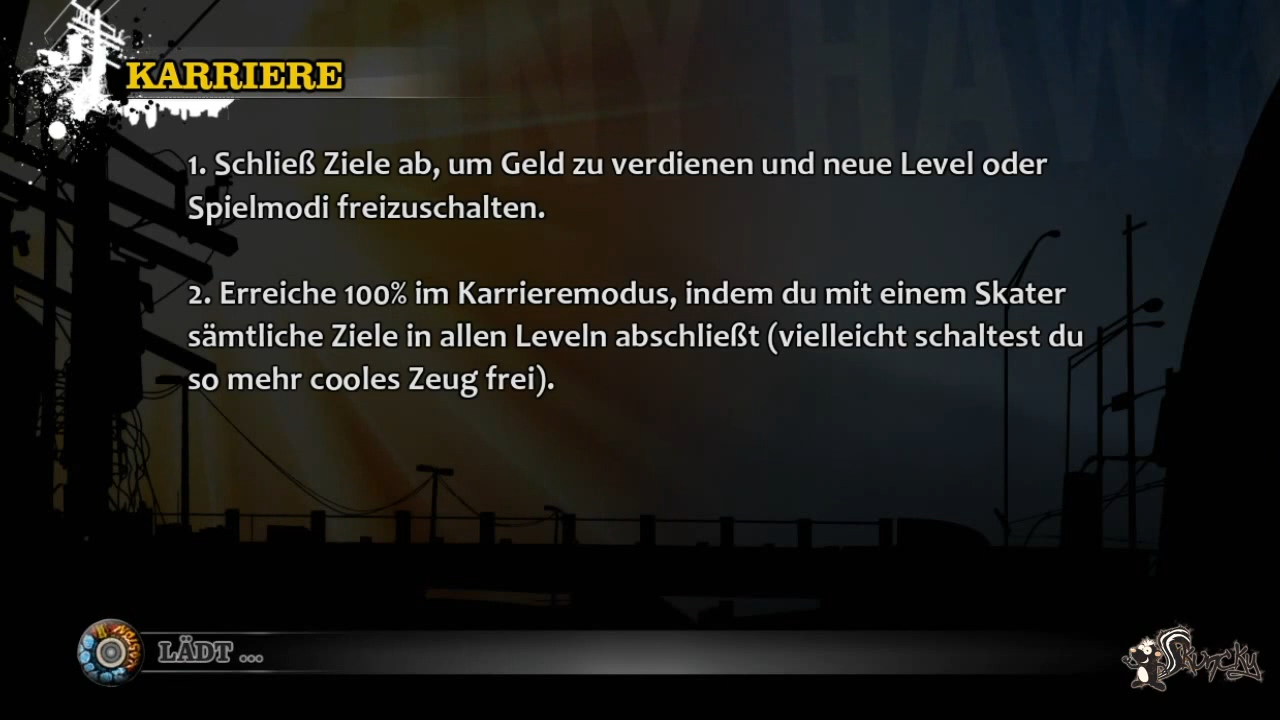 KARRIERE
1. Schließ Ziele ab, um Geld zu verdienen und neue Level oder
Spielmodi freizuschalten.
2. Erreiche 100% im Karrieremodus, indem du mit einem Skater
sämtliche Ziele in allen Leveln abschließt (vielleicht schaltest du
so mehr cooles Zeug frei).
LÄDT ...